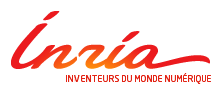 Inria
INVENTEURS DU MONDE NUMÉRIQUE